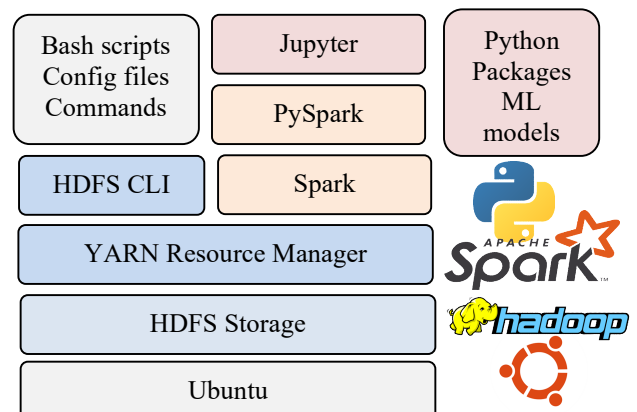 Bash scripts
Config files
Commands
Jupyter
Python
Packages
ML
models
PySpark
HDFS CLI
Spark
YARN Resource Manager
APACHE
Spark™
HDFS Storage
hadoop
Ubuntu